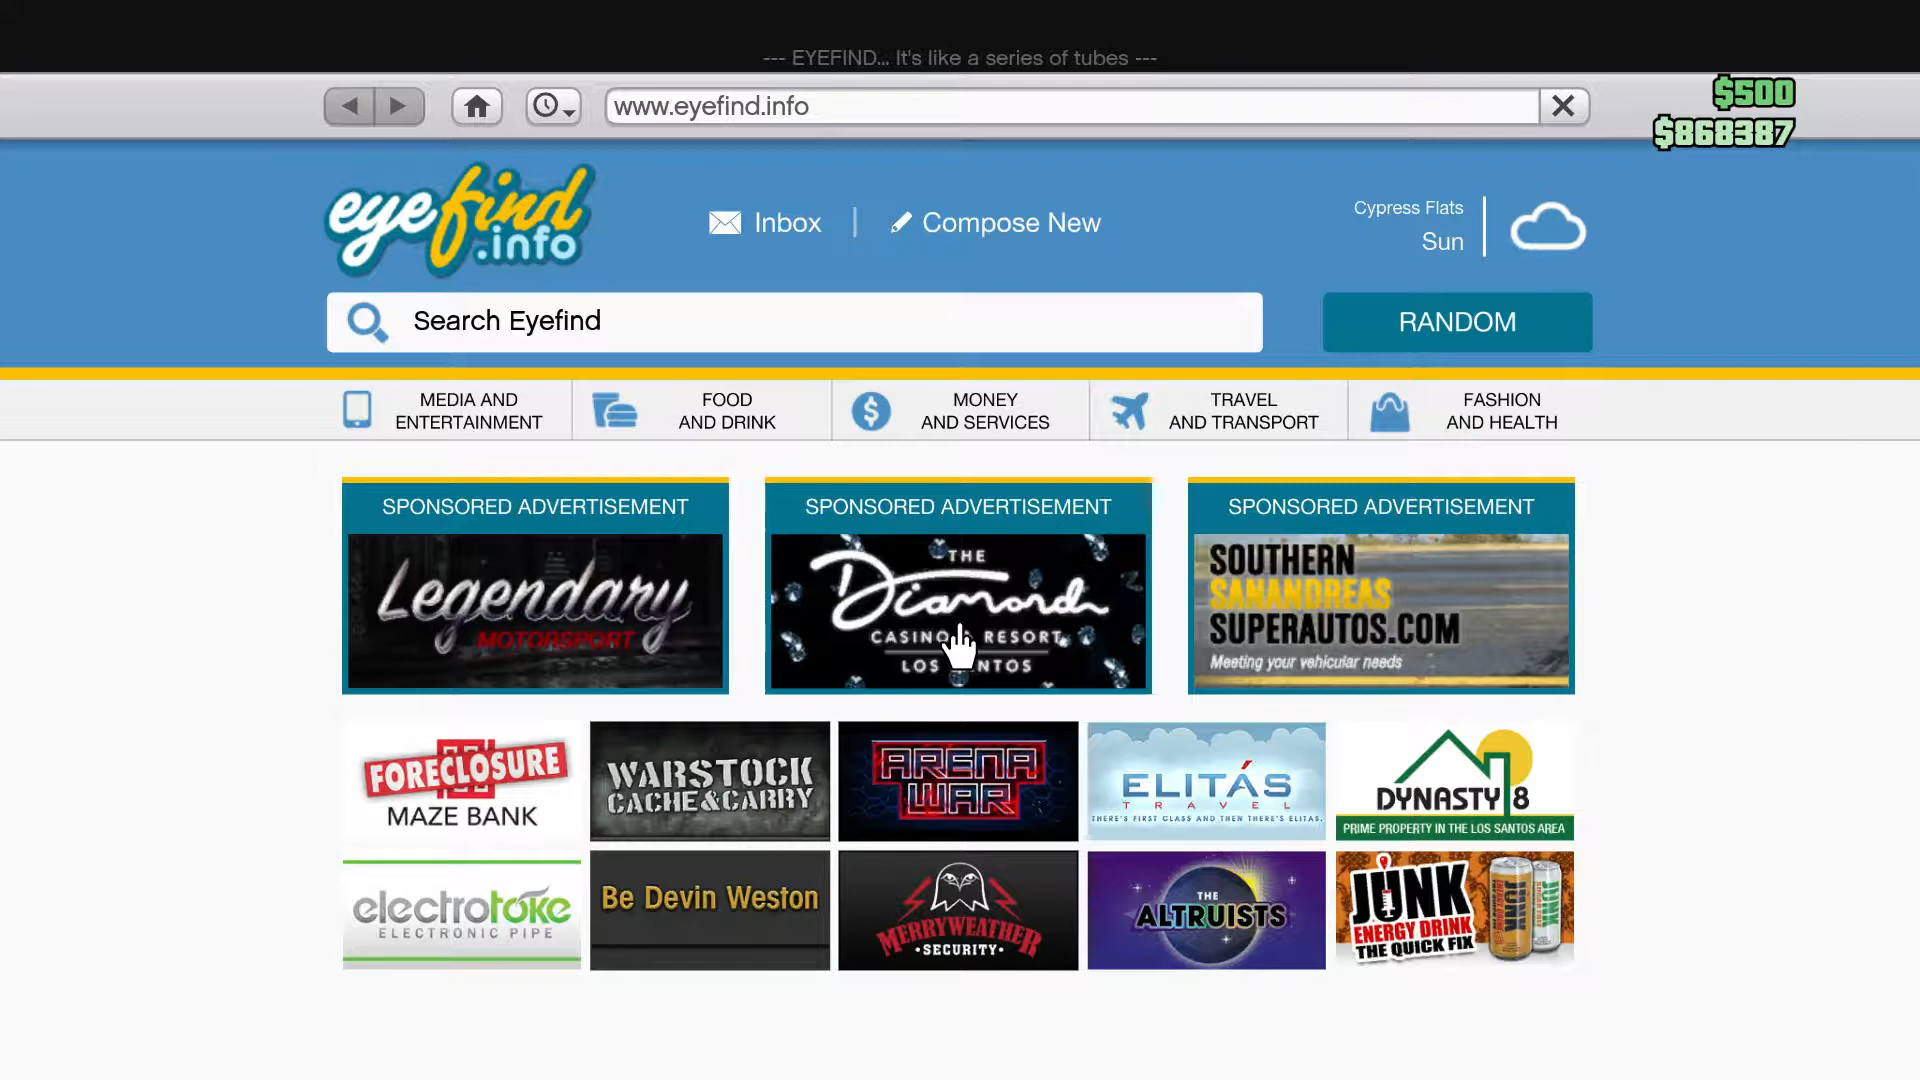 --- EYEFIND... It's like a series of tubes ---
www.eyefind.info
$500
$868387
eyefind
.info
Inbox
Compose New
Cypress Flats
Sun
Search Eyefind
RANDOM
MEDIA AND
ENTERTAINMENT
FOOD
AND DRINK
MONEY
AND SERVICES
TRAVEL
AND TRANSPORT
FASHION
AND HEALTH
SPONSORED ADVERTISEMENT
Legendary
MOTORSPORT
SPONSORED ADVERTISEMENT
THE
Diamond
CASINO & RESORT
LOS SANTOS
SPONSORED ADVERTISEMENT
SOUTHERN
SANANDREAS
SUPERAUTOS.COM
Meeting your vehicular needs
FORECLOSURE
MAZE BANK
WARSTOCK
CACHE&CARRY
ARENA
WAR
ELITÁS
TRAVEL
THERE'S FIRST CLASS AND THEN THERE'S ELITAS.
DYNASTY 8
PRIME PROPERTY IN THE LOS SANTOS AREA
electrotoke
ELECTRONIC PIPE
Be Devin Weston
MERRYWEATHER
SECURITY
THE
ALTRUISTS
JUNK
ENERGY DRINK
THE QUICK FIX